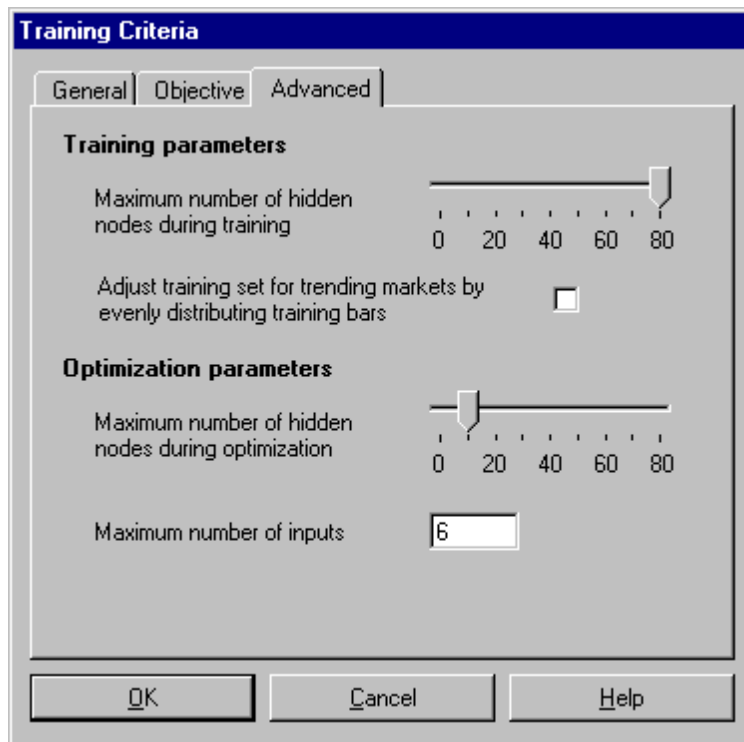 Training Criteria
General Objective Advanced
Training parameters
Maximum number of hidden
nodes during training
0 20 40 60 80
Adjust training set for trending markets by
evenly distributing training bars
Optimization parameters
Maximum number of hidden
nodes during optimization
0 20 40 60 80
Maximum number of inputs 6
OK Cancel Help